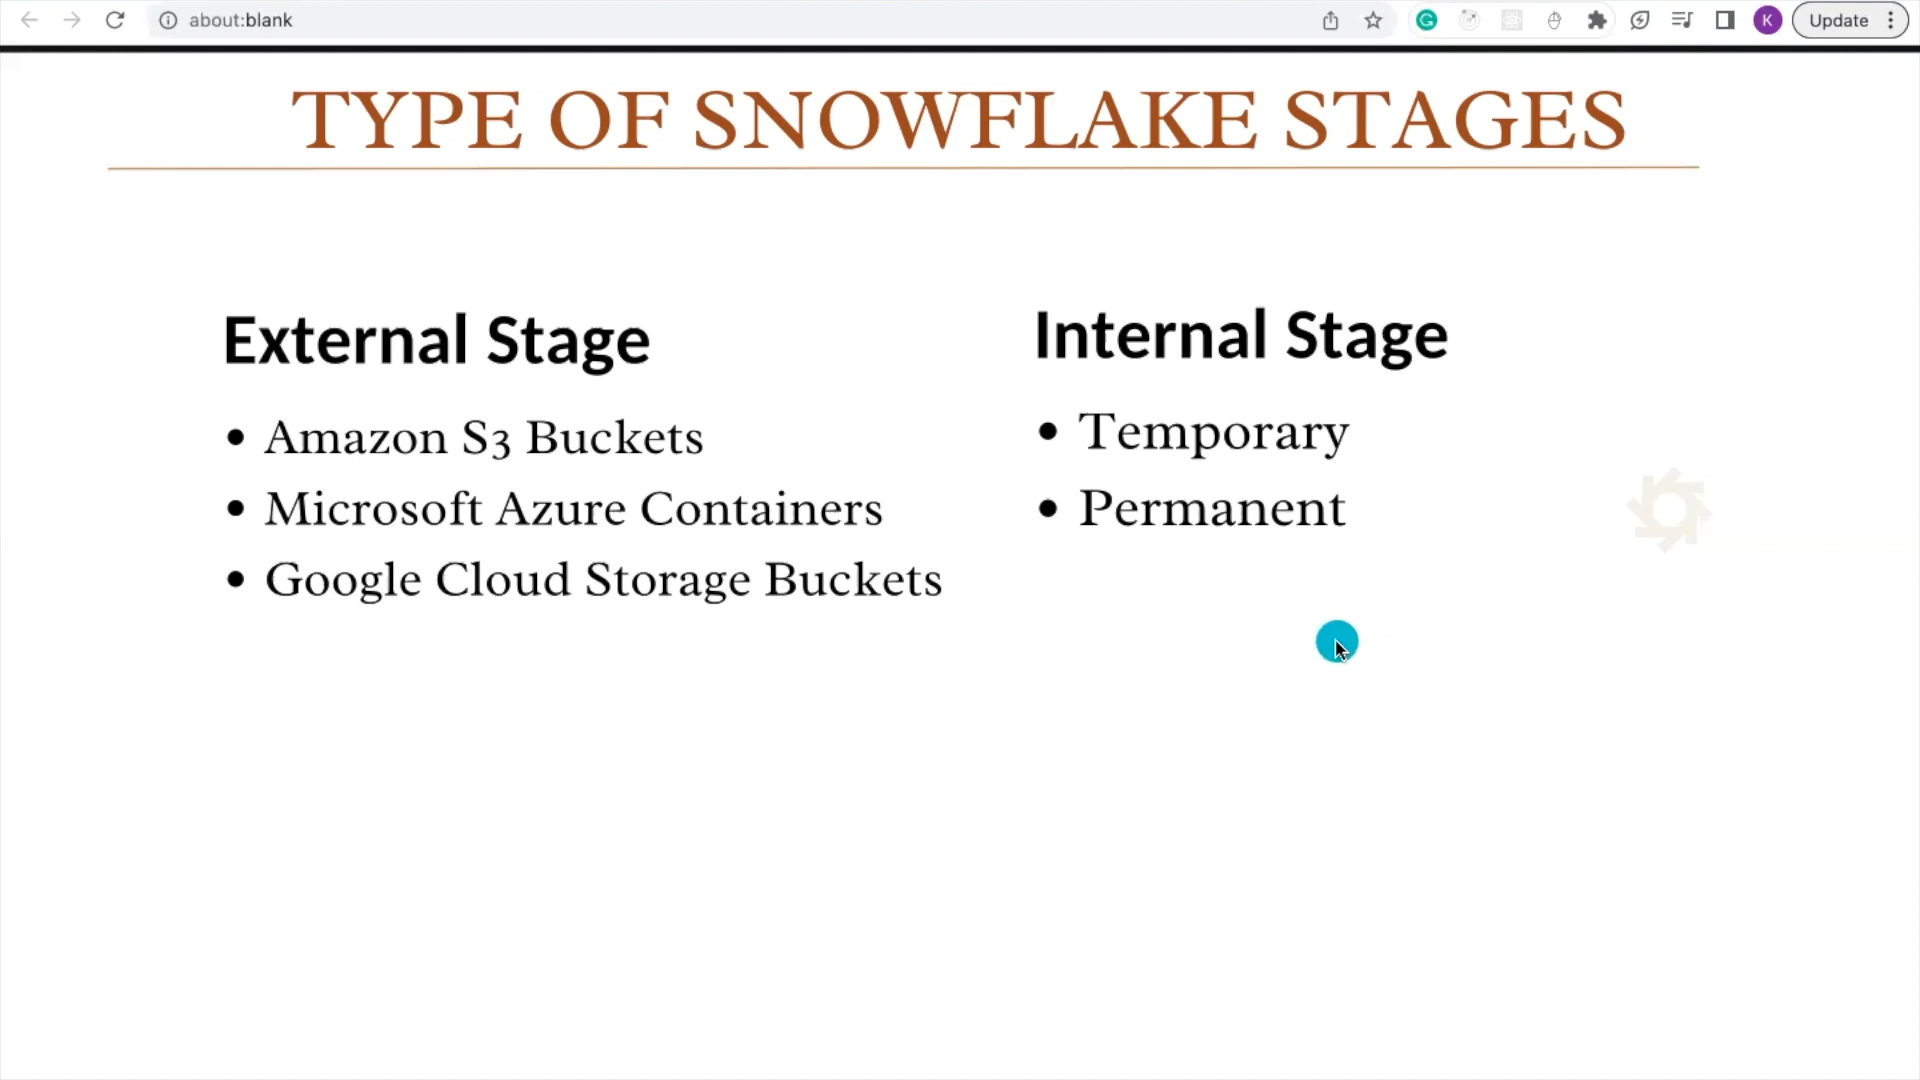 about:blank
K
Update
TYPE OF SNOWFLAKE STAGES
External Stage
• Amazon S3 Buckets
• Microsoft Azure Containers
• Google Cloud Storage Buckets
Internal Stage
• Temporary
• Permanent